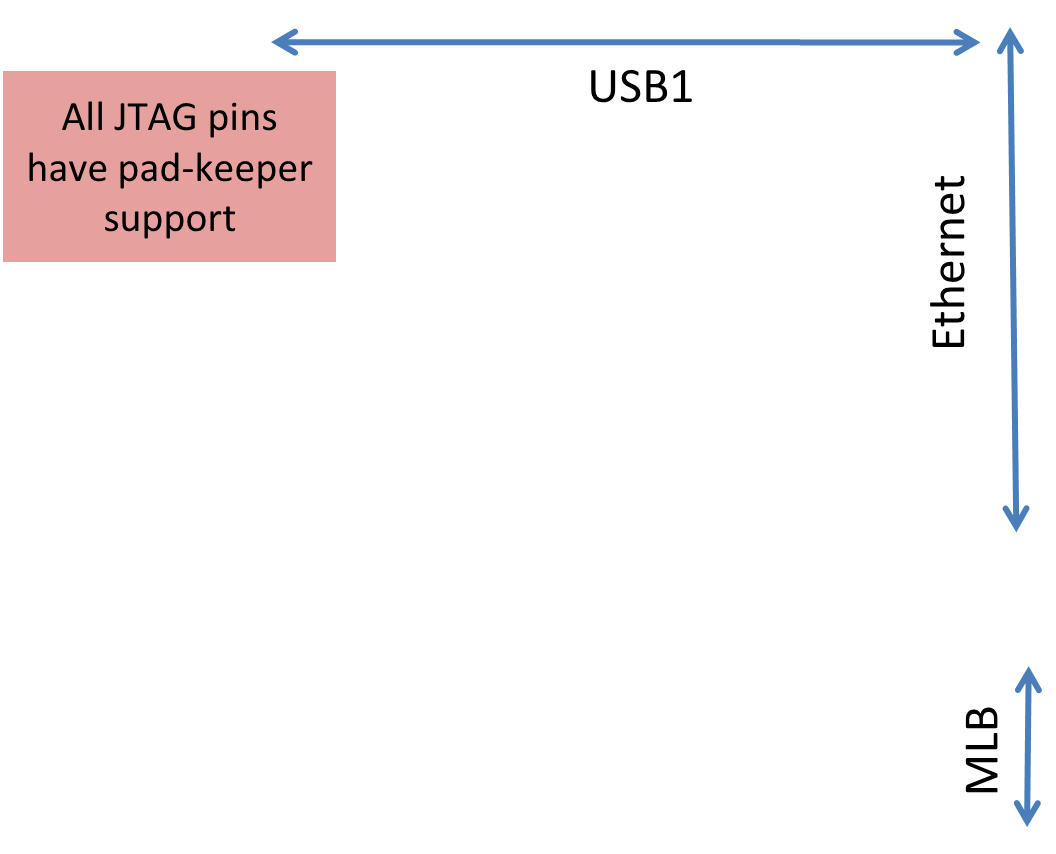 USB1
All JTAG pins
have pad-keeper
support
Ethernet
MLB